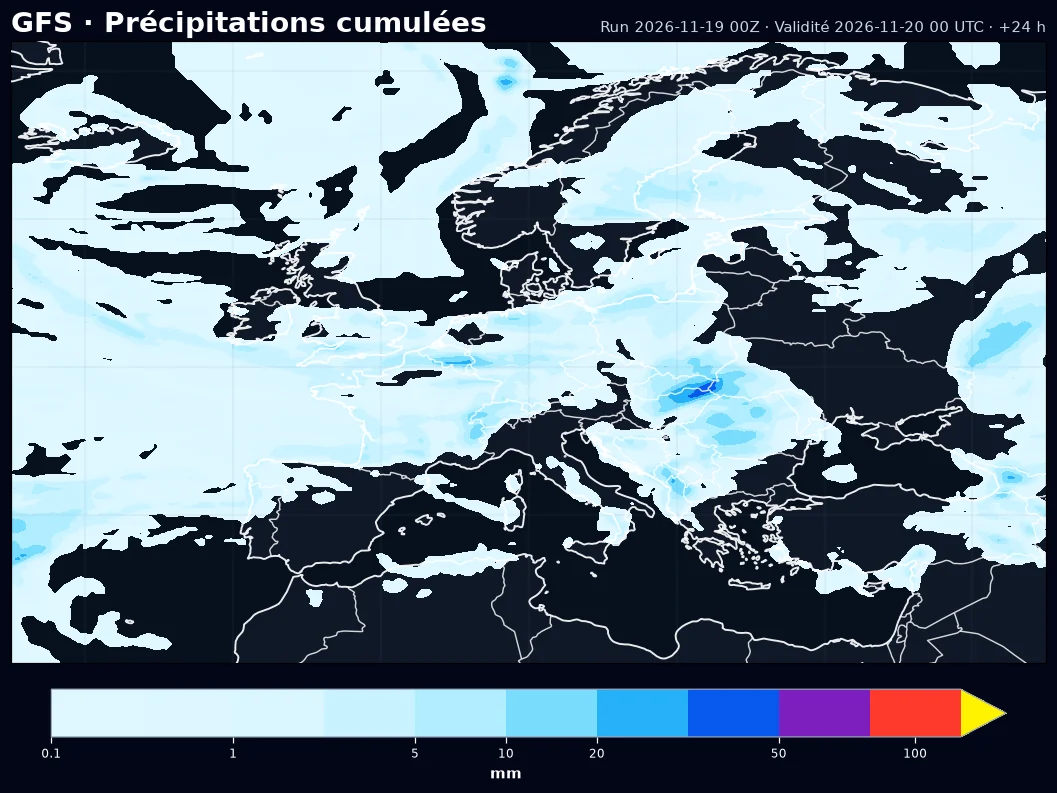 GFS · Précipitations cumulées
Run 2026-11-19 00Z · Validité 2026-11-20 00 UTC · +24 h
0.1 1 5 10 20 50 100
mm